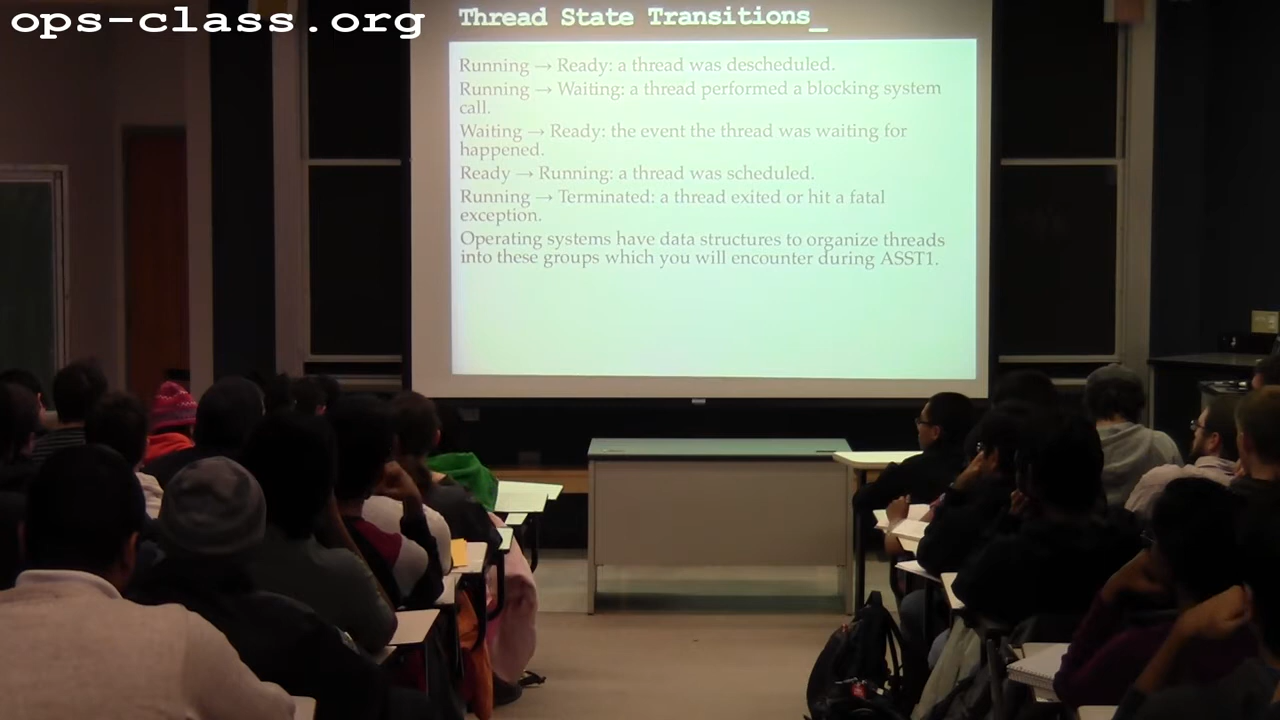 ops-class.org
Thread State Transitions_
Running → Ready: a thread was descheduled.
Running → Waiting: a thread performed a blocking system
call.
Waiting → Ready: the event the thread was waiting for
happened.
Ready → Running: a thread was scheduled.
Running → Terminated: a thread exited or hit a fatal
exception.
Operating systems have data structures to organize threads
into these groups which you will encounter during ASST1.